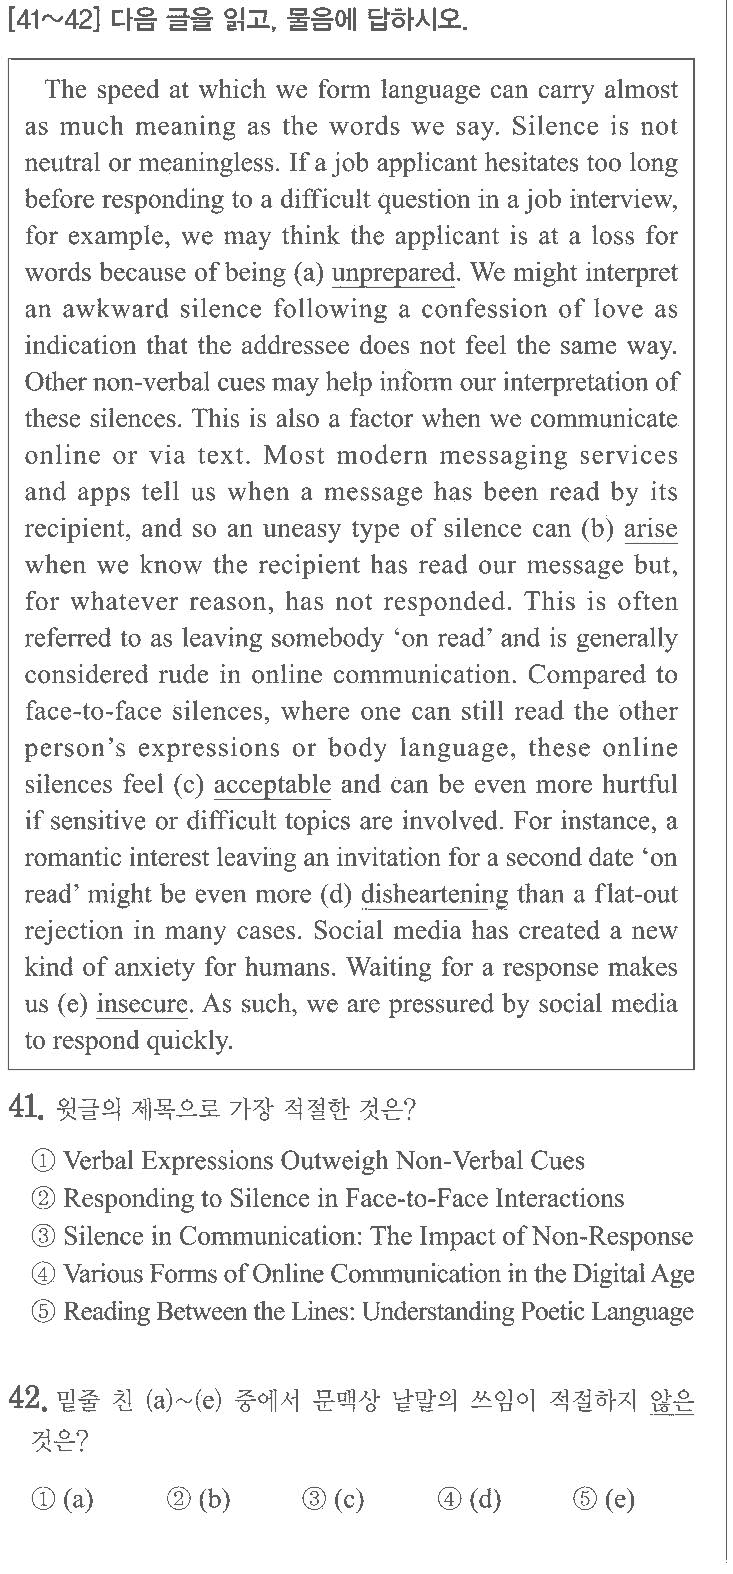 [41~42] 다음 글을 읽고, 물음에 답하시오.
The speed at which we form language can carry almost
as much meaning as the words we say. Silence is not
neutral or meaningless. If a job applicant hesitates too long
before responding to a difficult question in a job interview,
for example, we may think the applicant is at a loss for
words because of being (a) unprepared. We might interpret
an awkward silence following a confession of love as
indication that the addressee does not feel the same way.
Other non-verbal cues may help inform our interpretation of
these silences. This is also a factor when we communicate
online or via text. Most modern messaging services
and apps tell us when a message has been read by its
recipient, and so an uneasy type of silence can (b) arise
when we know the recipient has read our message but,
for whatever reason, has not responded. This is often
referred to as leaving somebody ‘on read’ and is generally
considered rude in online communication. Compared to
face-to-face silences, where one can still read the other
person’s expressions or body language, these online
silences feel (c) acceptable and can be even more hurtful
if sensitive or difficult topics are involved. For instance, a
romantic interest leaving an invitation for a second date ‘on
read’ might be even more (d) disheartening than a flat-out
rejection in many cases. Social media has created a new
kind of anxiety for humans. Waiting for a response makes
us (e) insecure. As such, we are pressured by social media
to respond quickly.
41. 윗글의 제목으로 가장 적절한 것은?
① Verbal Expressions Outweigh Non-Verbal Cues
② Responding to Silence in Face-to-Face Interactions
③ Silence in Communication: The Impact of Non-Response
④ Various Forms of Online Communication in the Digital Age
⑤ Reading Between the Lines: Understanding Poetic Language
42. 밑줄 친 (a)~(e) 중에서 문맥상 낱말의 쓰임이 적절하지 않은
것은?
① (a) ② (b) ③ (c) ④ (d) ⑤ (e)